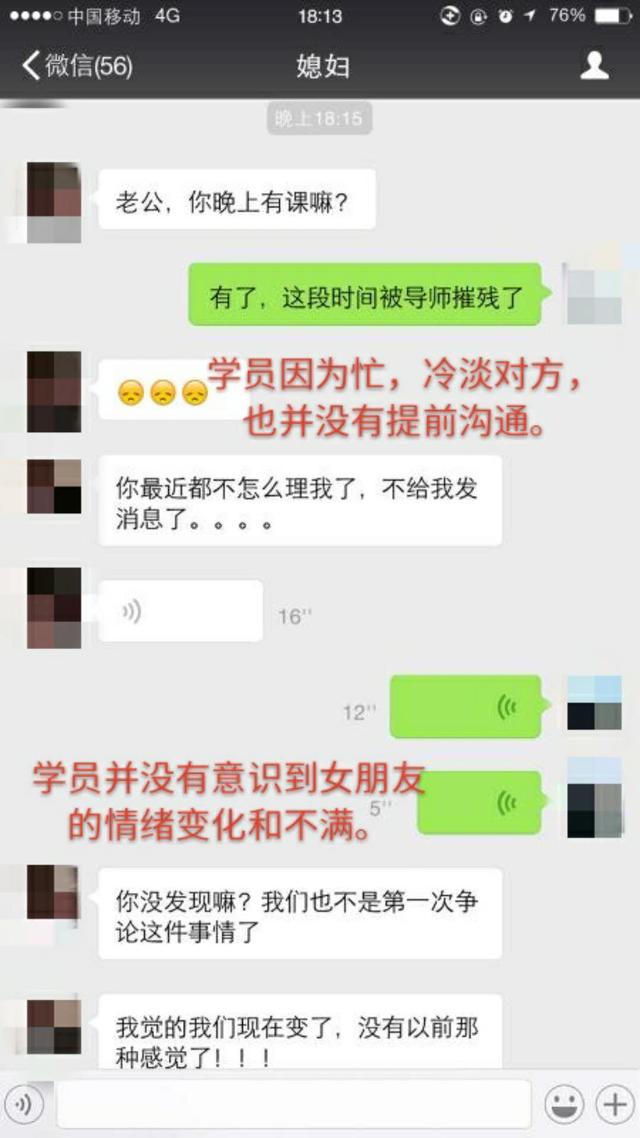 中国移动 4G 18:13 76%
微信(56) 媳妇
晚上18:15
老公，你晚上有课嘛？
有了，这段时间被导师摧残了
学员因为忙，冷淡对方，
也并没有提前沟通。
你最近都不怎么理我了，不给我发
消息了。。。。
16''
12''
学员并没有意识到女朋友
的情绪变化和不满。
5''
你没发现嘛？我们也不是第一次争
论这件事情了
我觉的我们现在变了，没有以前那
种感觉了！！！